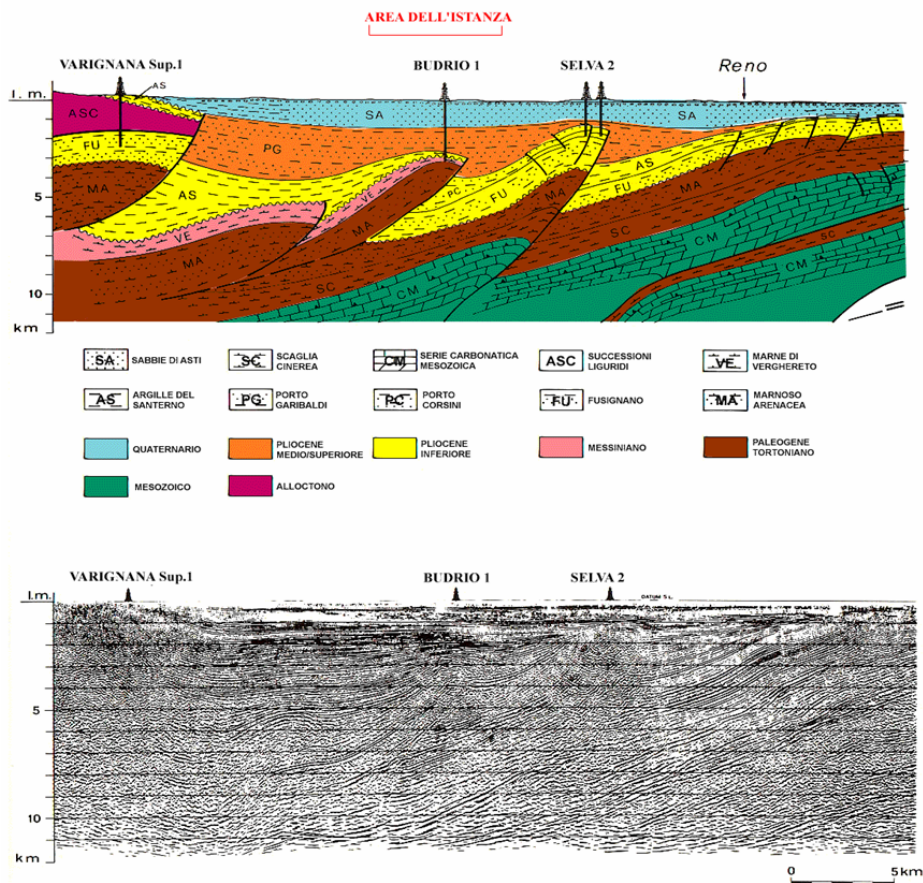 AREA DELL'ISTANZA
VARIGNANA Sup.1
BUDRIO 1
SELVA 2
Reno
l. m.
AS
ASC
SA
SA
FU
PG
AS
MA
AS
PC
FU
VE
MA
FU
MA
5
VE
MA
SC
CM
MA
SC
CM
SC
CM
10
km
SA SABBIE DI ASTI
SC SCAGLIA CINEREA
CM SERIE CARBONATICA MESOZOICA
ASC SUCCESSIONI LIGURIDI
VE MARNE DI VERGHERETO
AS ARGILLE DEL SANTERNO
PG PORTO GARIBALDI
PC PORTO CORSINI
FU FUSIGNANO
MA MARNOSO ARENACEA
QUATERNARIO
PLIOCENE MEDIO/SUPERIORE
PLIOCENE INFERIORE
MESSINIANO
PALEOGENE TORTONIANO
MESOZOICO
ALLOCTONO
VARIGNANA Sup.1
BUDRIO 1
SELVA 2
l.m.
DATUM S.L.
5
10
km
0 5km